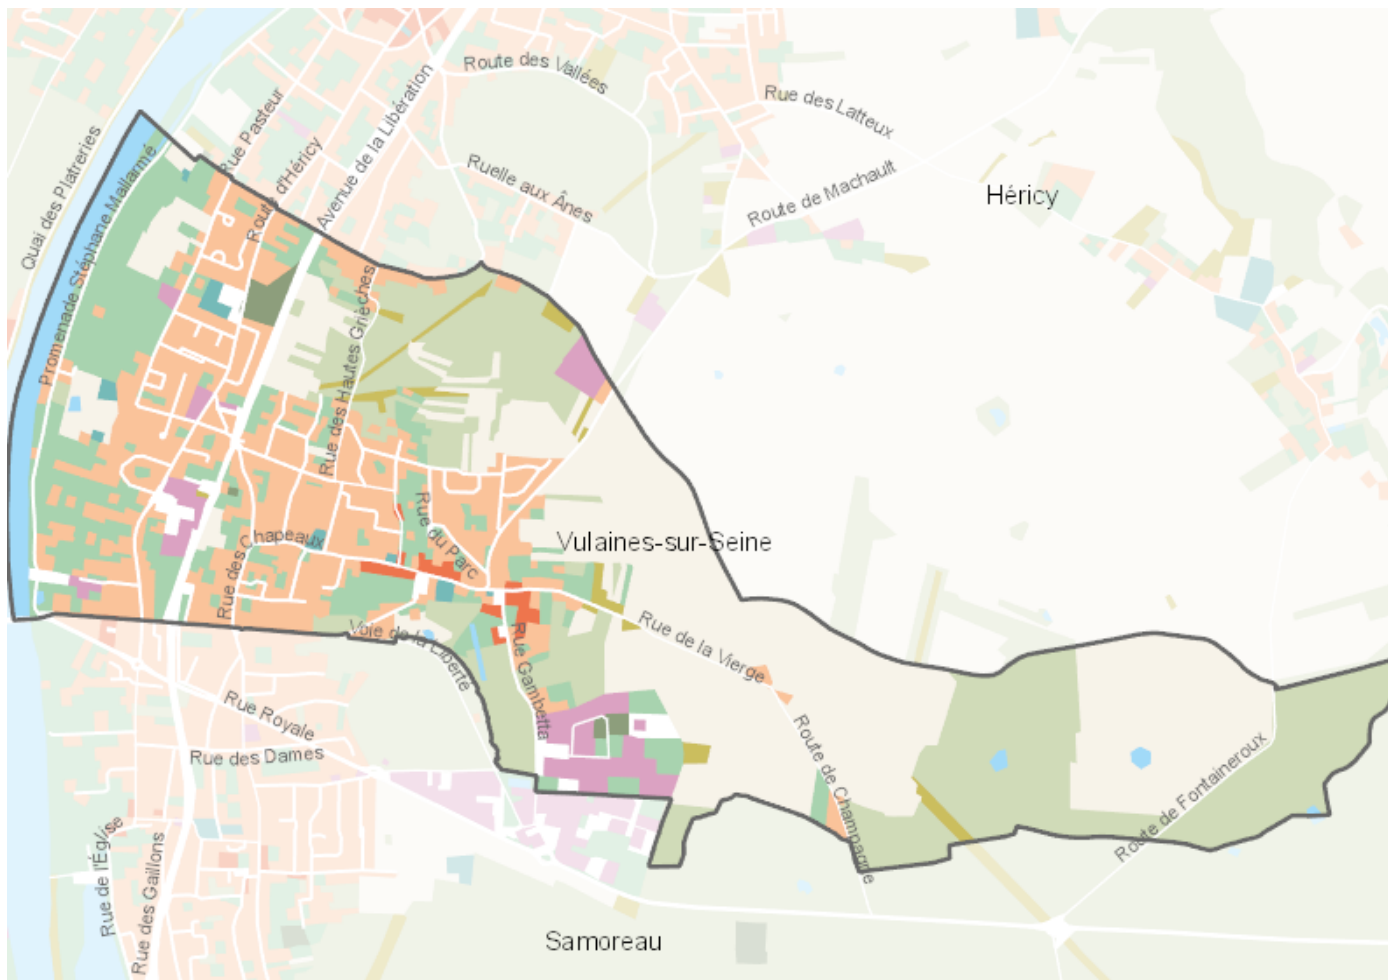 Route des Vallées
Rue des Latteux
Rue Pasteur
Avenue de la Libération
Route d'Héricy
Quai des Platreries
Promenade Stéphane Mallarmé
Ruelle aux Ânes
Route de Machault
Héricy
Rue des Hautes Grièches
Rue des Chapeaux
Rue du Parc
Vulaines-sur-Seine
Voie de la Liberté
Rue Gambetta
Rue de la Vierge
Rue Royale
Rue des Dames
Route de Champagne
Route de Fontaineroux
Rue de l'Église
Rue des Gaillons
Samoreau